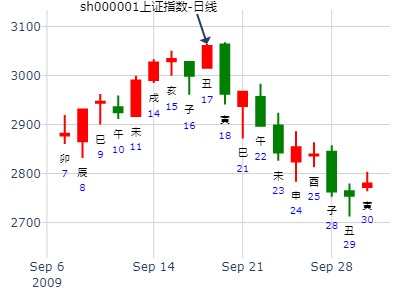 sh000001上证指数-日线
3100
3000
2900
2800
2700
卯
7
辰
8
巳
9
午
10
未
11
戌
14
亥
15
子
16
丑
17
寅
18
巳
21
午
22
未
23
申
24
酉
25
子
28
丑
29
寅
30
Sep 6
2009
Sep 14
Sep 21
Sep 28